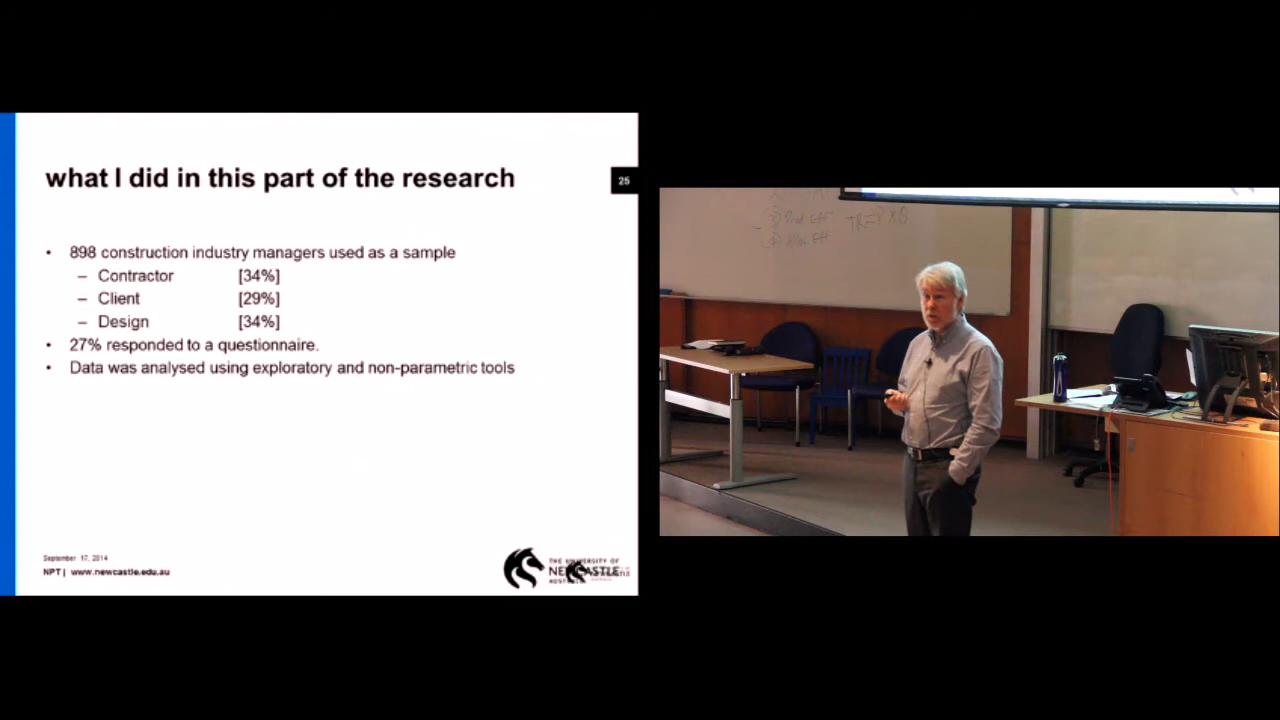 what I did in this part of the research
25
• 898 construction industry managers used as a sample
– Contractor [34%]
– Client [29%]
– Design [34%]
• 27% responded to a questionnaire.
• Data was analysed using exploratory and non-parametric tools
September 17, 2014
NPT | www.newcastle.edu.au
THE UNIVERSITY OF
NEWCASTLE
AUSTRALIA